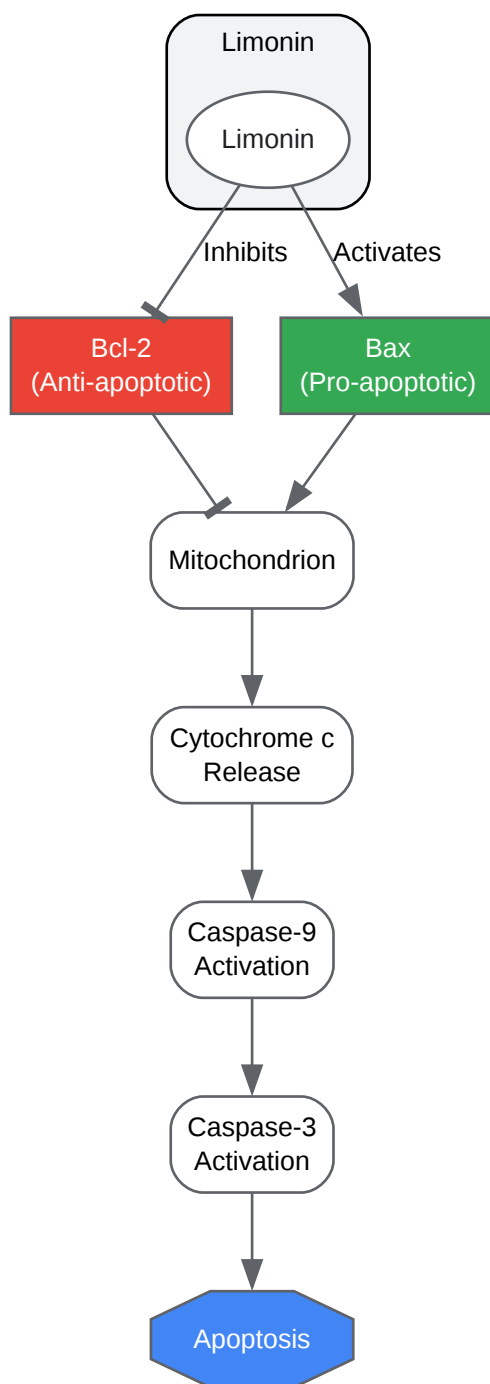 Limonin
Limonin
Inhibits
Activates
Bcl-2
(Anti-apoptotic)
Bax
(Pro-apoptotic)
Mitochondrion
Cytochrome c
Release
Caspase-9
Activation
Caspase-3
Activation
Apoptosis